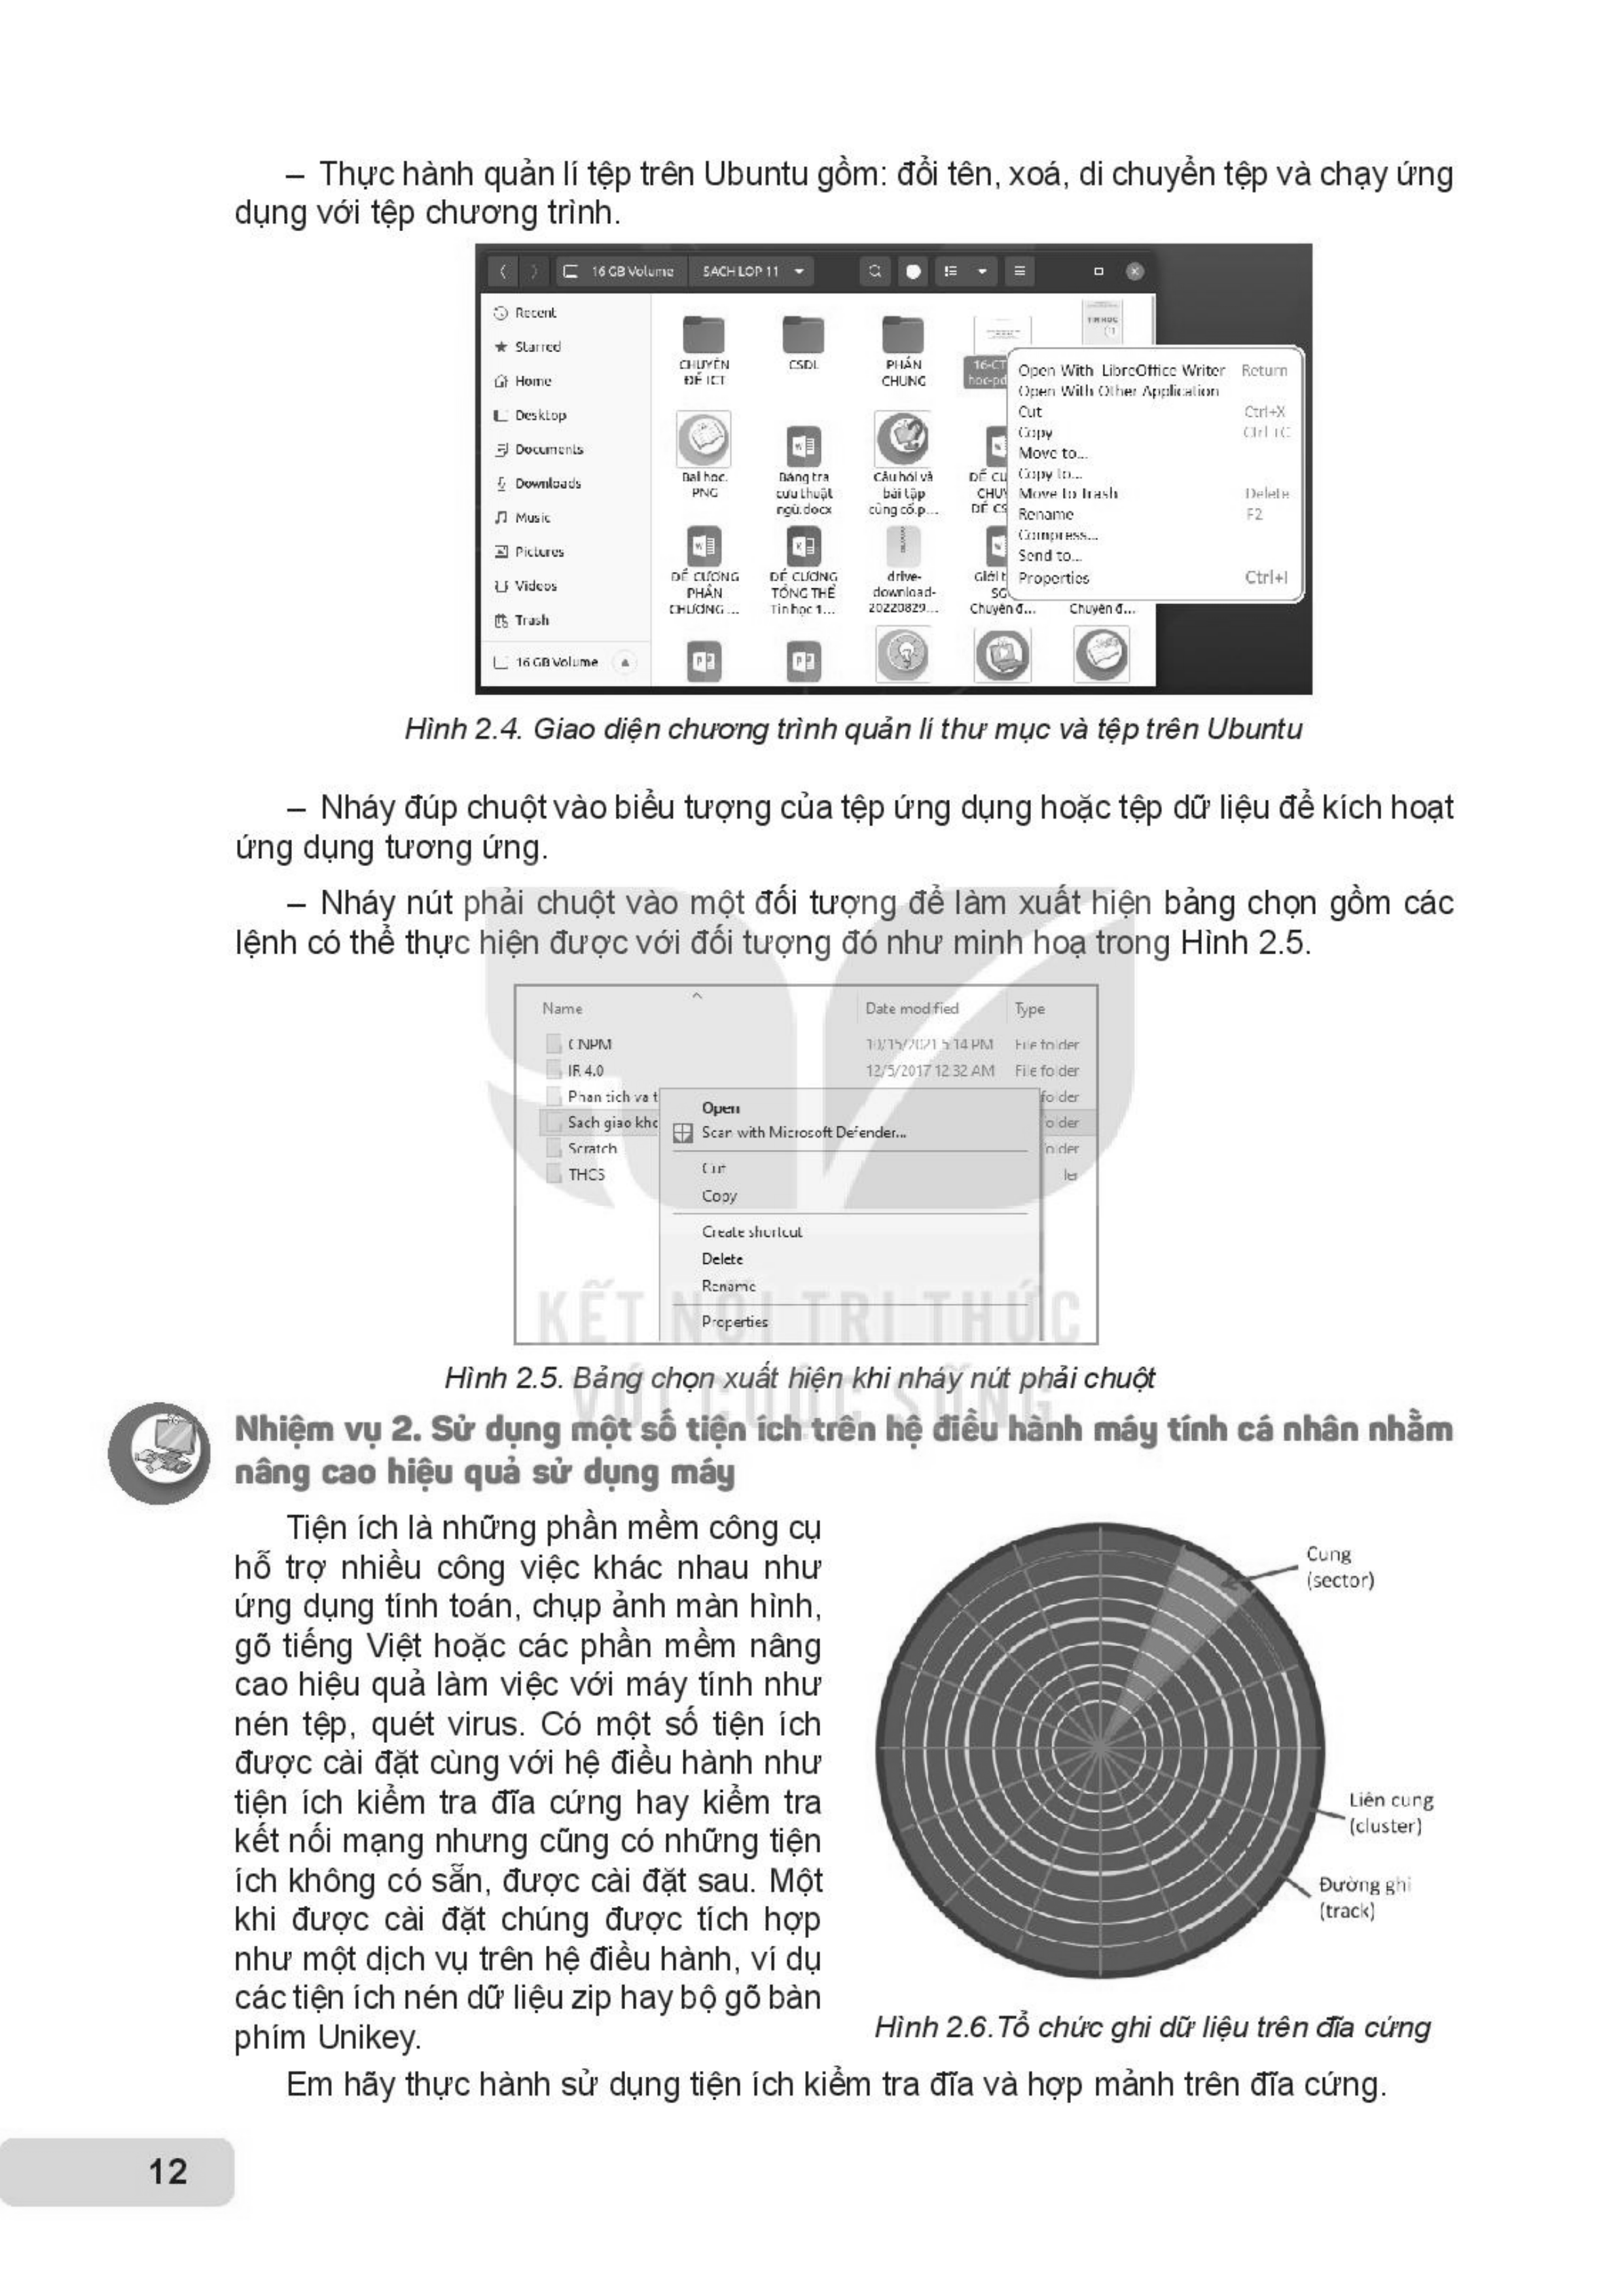 – Thực hành quản lí tệp trên Ubuntu gồm: đổi tên, xoá, di chuyển tệp và chạy ứng
dụng với tệp chương trình.
16 GB Volume SACH LOP 11
Recent
Starred
Home
Desktop
Documents
Downloads
Music
Pictures
Videos
Trash
16 GB Volume
CHUYÊN
ĐỀ ICT
CSDL
PHẦN
CHUNG
TIN HỌC
Open With LibreOffice Writer Return
Open With Other Application
Cut Ctrl+X
Copy Ctrl+C
Move to...
Copy to...
Move to Trash Delete
Rename F2
Compress...
Send to...
Properties Ctrl+I
Bai hoc.
PNG
Bảng tra
cứu thuật
ngữ.docx
Câu hỏi và
bài tập
củng cố.p...
ĐỀ CƯƠNG
PHÂN
CHƯƠNG ...
ĐỀ CƯƠNG
TỔNG THỂ
Tin học 1...
drive-
download-
20220829...
Chuyên đ...
Chuyên đ...
Hình 2.4. Giao diện chương trình quản lí thư mục và tệp trên Ubuntu
– Nháy đúp chuột vào biểu tượng của tệp ứng dụng hoặc tệp dữ liệu để kích hoạt
ứng dụng tương ứng.
– Nháy nút phải chuột vào một đối tượng để làm xuất hiện bảng chọn gồm các
lệnh có thể thực hiện được với đối tượng đó như minh hoạ trong Hình 2.5.
Name Date modified Type
CNPM 10/15/2021 5:14 PM File folder
IR 4.0 12/5/2017 12:32 AM File folder
Phan tich va t folder
Sach giao kho older
Scratch folder
THCS
Open
Scan with Microsoft Defender...
Cut
Copy
Create shortcut
Delete
Rename
Properties
KẾT NỐI TRI THỨC
VỚI CUỘC SỐNG
Hình 2.5. Bảng chọn xuất hiện khi nháy nút phải chuột
Nhiệm vụ 2. Sử dụng một số tiện ích trên hệ điều hành máy tính cá nhân nhằm
nâng cao hiệu quả sử dụng máy
Tiện ích là những phần mềm công cụ
hỗ trợ nhiều công việc khác nhau như
ứng dụng tính toán, chụp ảnh màn hình,
gõ tiếng Việt hoặc các phần mềm nâng
cao hiệu quả làm việc với máy tính như
nén tệp, quét virus. Có một số tiện ích
được cài đặt cùng với hệ điều hành như
tiện ích kiểm tra đĩa cứng hay kiểm tra
kết nối mạng nhưng cũng có những tiện
ích không có sẵn, được cài đặt sau. Một
khi được cài đặt chúng được tích hợp
như một dịch vụ trên hệ điều hành, ví dụ
các tiện ích nén dữ liệu zip hay bộ gõ bàn
phím Unikey.
Cung
(sector)
Liên cung
(cluster)
Đường ghi
(track)
Hình 2.6.Tổ chức ghi dữ liệu trên đĩa cứng
Em hãy thực hành sử dụng tiện ích kiểm tra đĩa và hợp mảnh trên đĩa cứng.
12